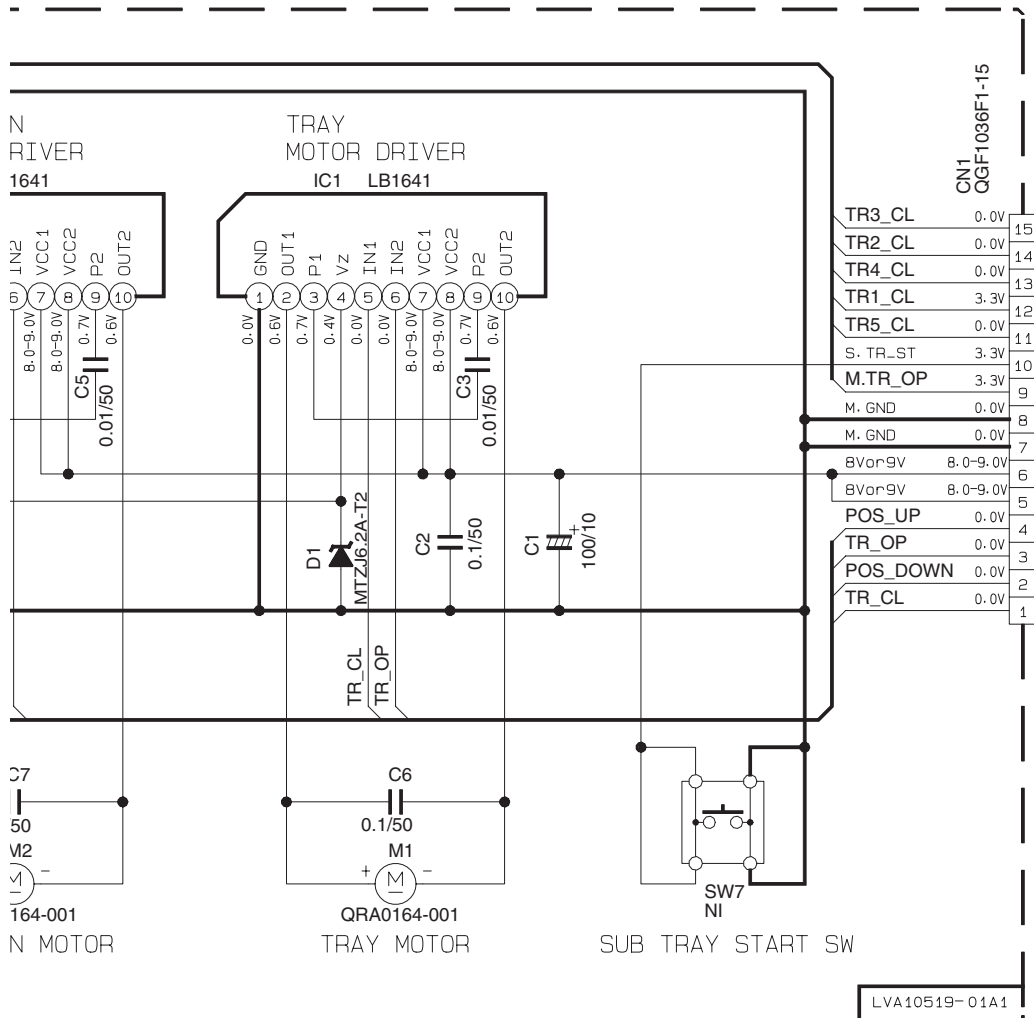 N
RIVER
1641
IN2
VCC1
VCC2
P2
OUT2
6
7
8
9
10
8.0-9.0V
8.0-9.0V
0.7V
0.6V
C5
0.01/50
TRAY
MOTOR DRIVER
IC1 LB1641
GND
OUT1
P1
VZ
IN1
IN2
VCC1
VCC2
P2
OUT2
1
2
3
4
5
6
7
8
9
10
0.0V
0.6V
0.7V
0.4V
0.0V
0.0V
8.0-9.0V
8.0-9.0V
0.7V
0.6V
C3
0.01/50
D1
MTZJ6.2A-T2
C2
0.1/50
C1
+
100/10
TR_CL
TR_OP
CN1
QGF1036F1-15
TR3_CL 0.0V 15
TR2_CL 0.0V 14
TR4_CL 0.0V 13
TR1_CL 3.3V 12
TR5_CL 0.0V 11
S.TR_ST 3.3V 10
M.TR_OP 3.3V 9
M.GND 0.0V 8
M.GND 0.0V 7
8Vor9V 8.0-9.0V 6
8Vor9V 8.0-9.0V 5
POS_UP 0.0V 4
TR_OP 0.0V 3
POS_DOWN 0.0V 2
TR_CL 0.0V 1
C7
50
M2
M -
164-001
N MOTOR
C6
0.1/50
M1
+ M -
QRA0164-001
TRAY MOTOR
SW7
NI
SUB TRAY START SW
LVA10519-01A1